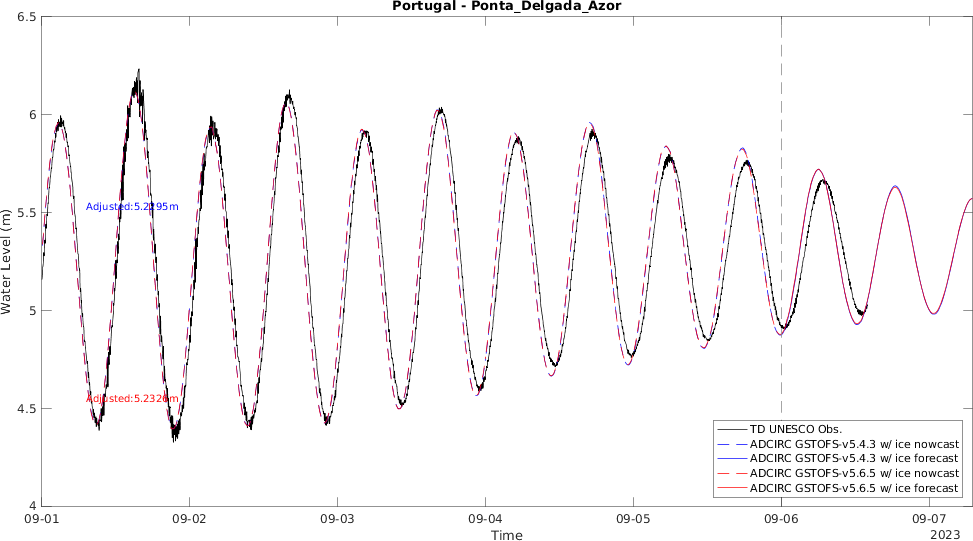 Portugal - Ponta_Delgada_Azor
6.5
6
5.5
5
4.5
4
Water Level (m)
Adjusted:5.2295m
Adjusted:5.2326m
TD UNESCO Obs.
ADCIRC GSTOFS-v5.4.3 w/ ice nowcast
ADCIRC GSTOFS-v5.4.3 w/ ice forecast
ADCIRC GSTOFS-v5.6.5 w/ ice nowcast
ADCIRC GSTOFS-v5.6.5 w/ ice forecast
09-01 09-02 09-03 09-04 09-05 09-06 09-07
Time
2023